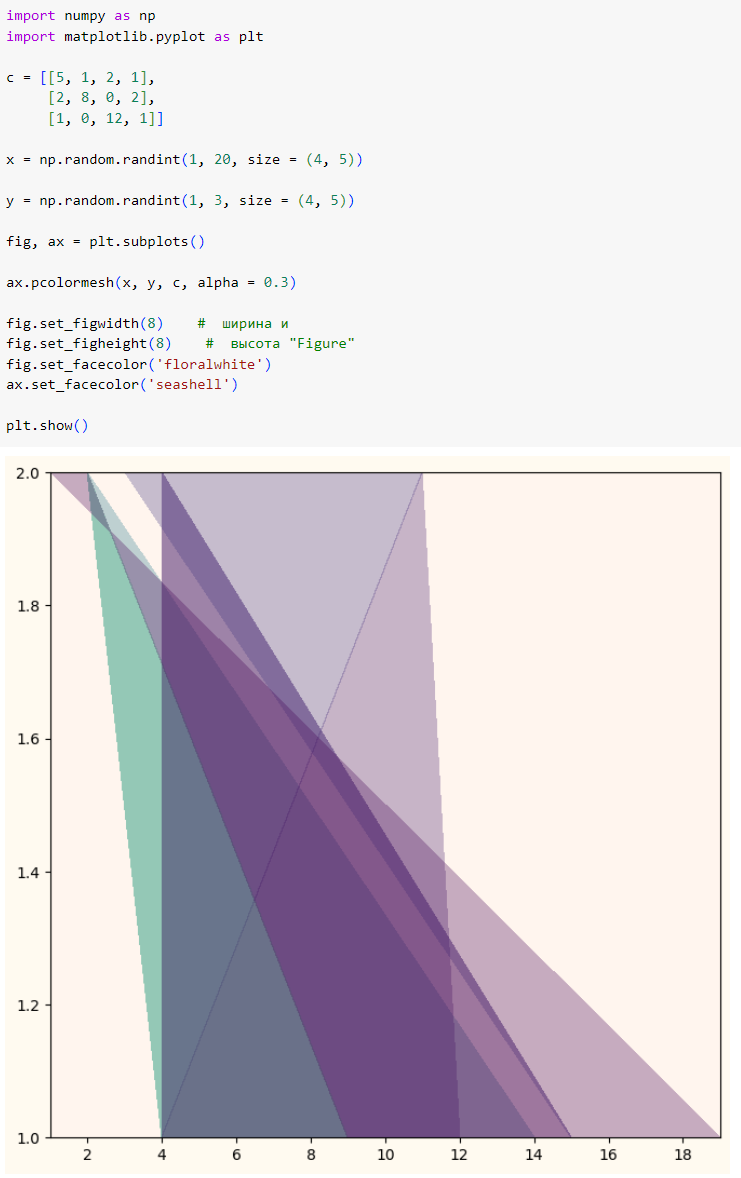 import numpy as np
import matplotlib.pyplot as plt
c = [[5, 1, 2, 1],
     [2, 8, 0, 2],
     [1, 0, 12, 1]]
x = np.random.randint(1, 20, size = (4, 5))
y = np.random.randint(1, 3, size = (4, 5))
fig, ax = plt.subplots()
ax.pcolormesh(x, y, c, alpha = 0.3)
fig.set_figwidth(8)    #  ширина и
fig.set_figheight(8)    #  высота "Figure"
fig.set_facecolor('floralwhite')
ax.set_facecolor('seashell')
plt.show()
2.0
1.8
1.6
1.4
1.2
1.0
2 4 6 8 10 12 14 16 18